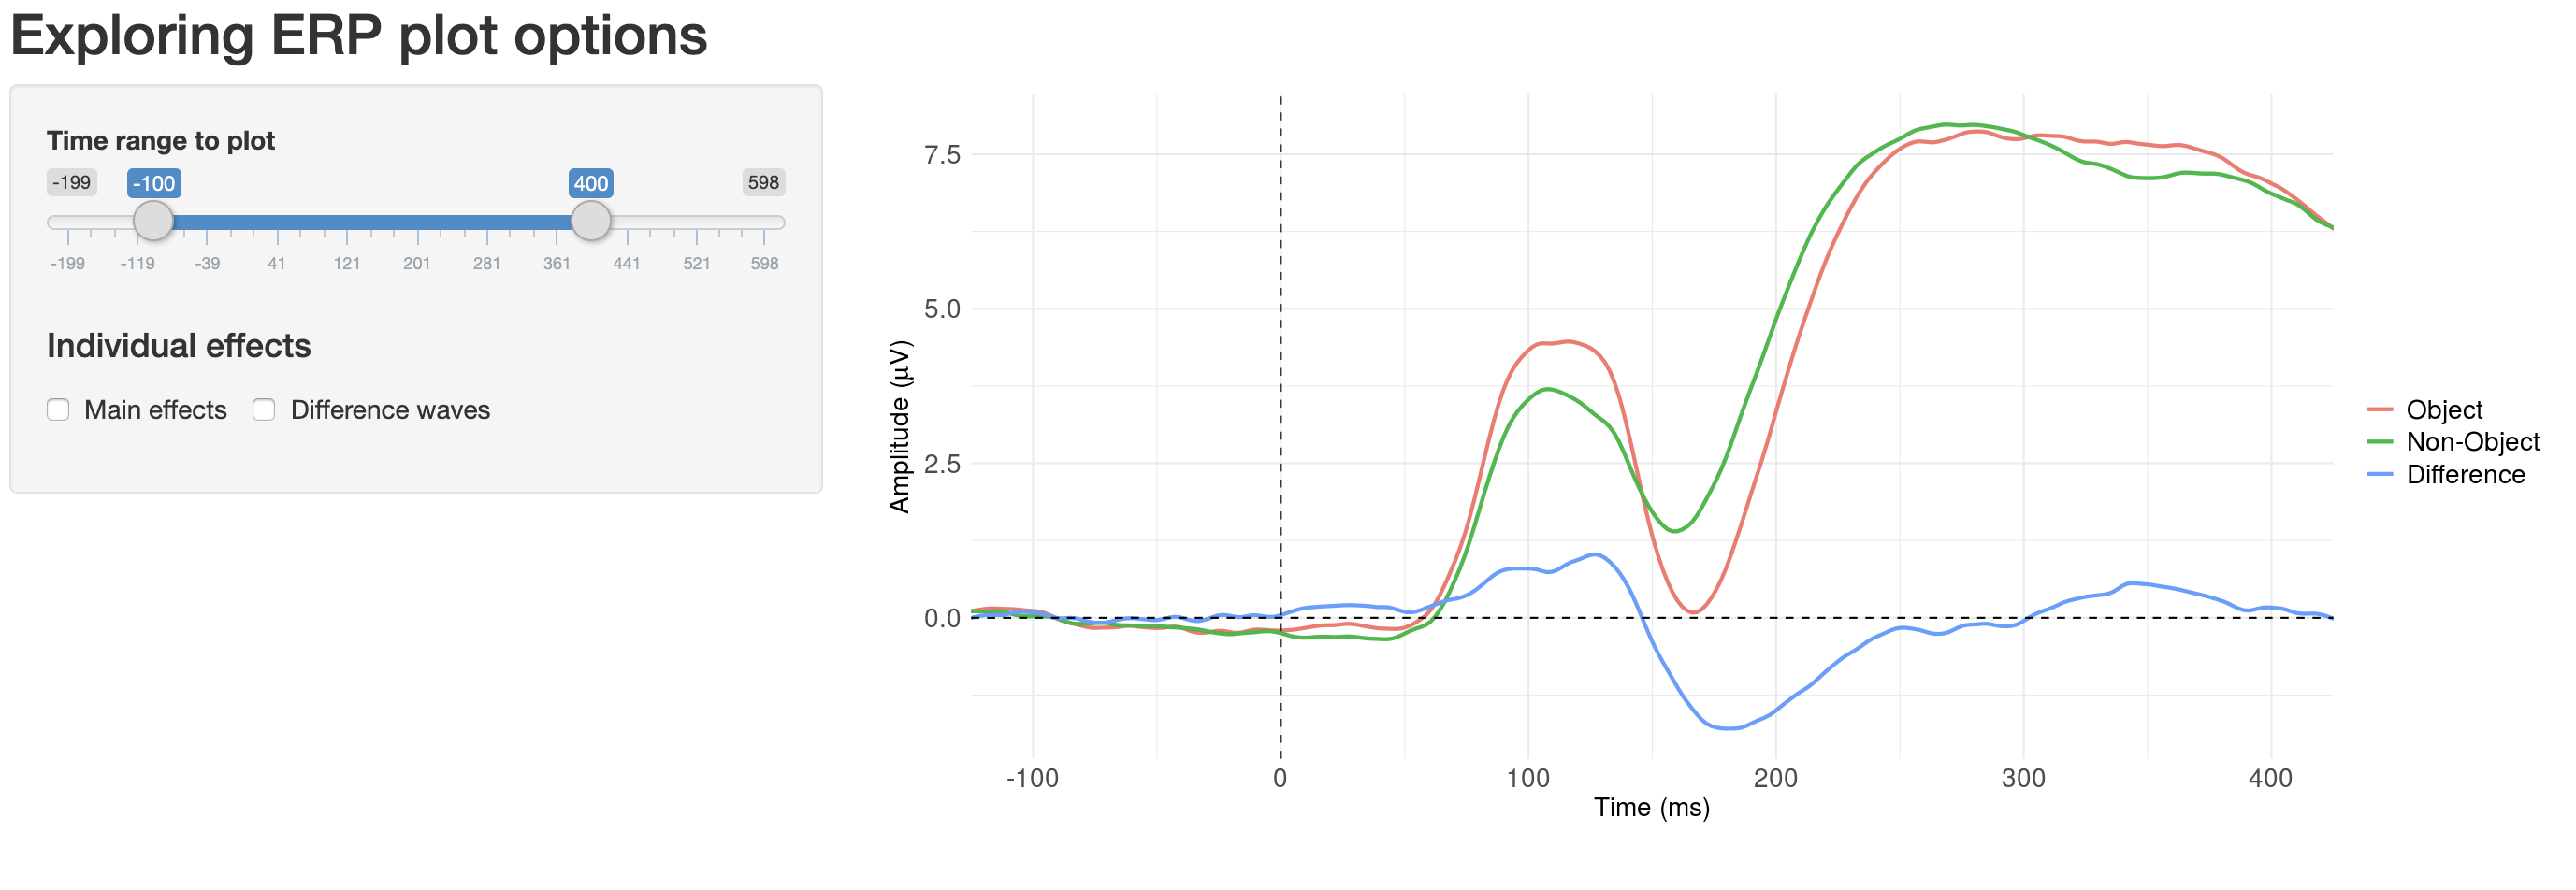 Exploring ERP plot options
Time range to plot
-199 -100 400 598
-199 -119 -39 41 121 201 281 361 441 521 598
Individual effects
Main effects Difference waves
Amplitude (μV)
7.5
5.0
2.5
0.0
-100 0 100 200 300 400
Time (ms)
Object
Non-Object
Difference